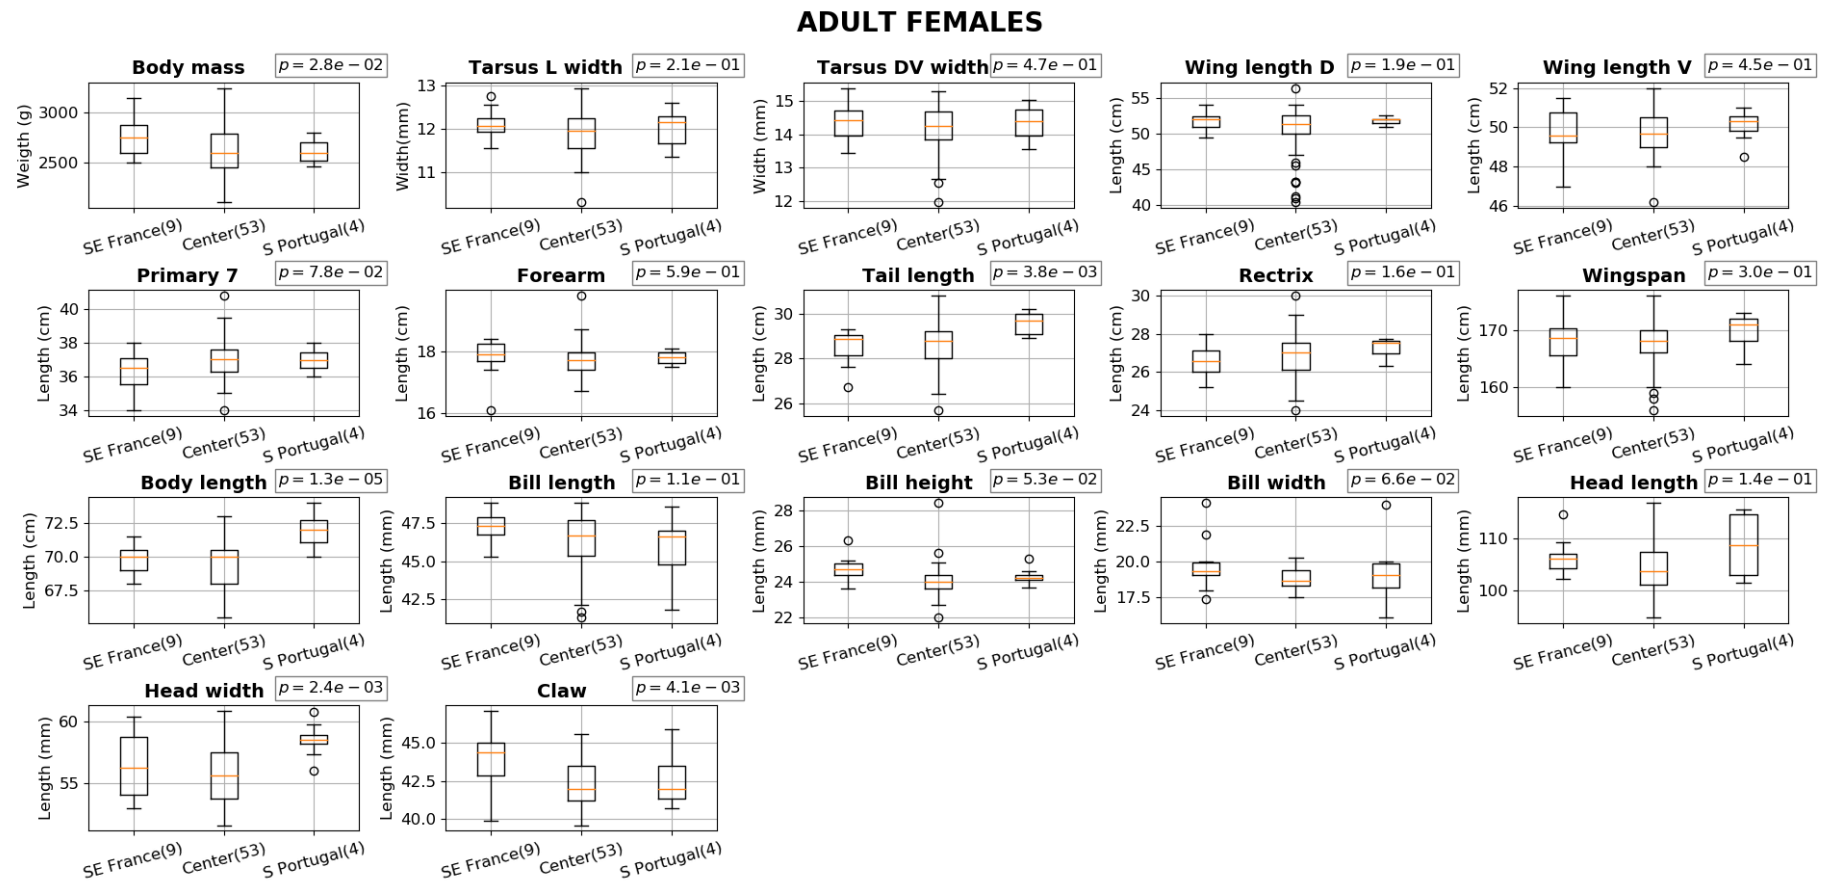 ADULT FEMALES
Body mass
p = 2.8e − 02
Weigth (g)
3000
2500
SE France(9)
Center(53)
S Portugal(4)
Tarsus L width
p = 2.1e − 01
Width(mm)
13
12
11
SE France(9)
Center(53)
S Portugal(4)
Tarsus DV width
p = 4.7e − 01
Width (mm)
15
14
13
12
SE France(9)
Center(53)
S Portugal(4)
Wing length D
p = 1.9e − 01
Length (cm)
55
50
45
40
SE France(9)
Center(53)
S Portugal(4)
Wing length V
p = 4.5e − 01
Length (cm)
52
50
48
46
SE France(9)
Center(53)
S Portugal(4)
Primary 7
p = 7.8e − 02
Length (cm)
40
38
36
34
SE France(9)
Center(53)
S Portugal(4)
Forearm
p = 5.9e − 01
Length (cm)
18
16
SE France(9)
Center(53)
S Portugal(4)
Tail length
p = 3.8e − 03
Length (cm)
30
28
26
SE France(9)
Center(53)
S Portugal(4)
Rectrix
p = 1.6e − 01
Length (cm)
30
28
26
24
SE France(9)
Center(53)
S Portugal(4)
Wingspan
p = 3.0e − 01
Length (cm)
170
160
SE France(9)
Center(53)
S Portugal(4)
Body length
p = 1.3e − 05
Length (cm)
72.5
70.0
67.5
SE France(9)
Center(53)
S Portugal(4)
Bill length
p = 1.1e − 01
Length (mm)
47.5
45.0
42.5
SE France(9)
Center(53)
S Portugal(4)
Bill height
p = 5.3e − 02
Length (mm)
28
26
24
22
SE France(9)
Center(53)
S Portugal(4)
Bill width
p = 6.6e − 02
Length (mm)
22.5
20.0
17.5
SE France(9)
Center(53)
S Portugal(4)
Head length
p = 1.4e − 01
Length (mm)
110
100
SE France(9)
Center(53)
S Portugal(4)
Head width
p = 2.4e − 03
Length (mm)
60
55
SE France(9)
Center(53)
S Portugal(4)
Claw
p = 4.1e − 03
Length (mm)
45.0
42.5
40.0
SE France(9)
Center(53)
S Portugal(4)